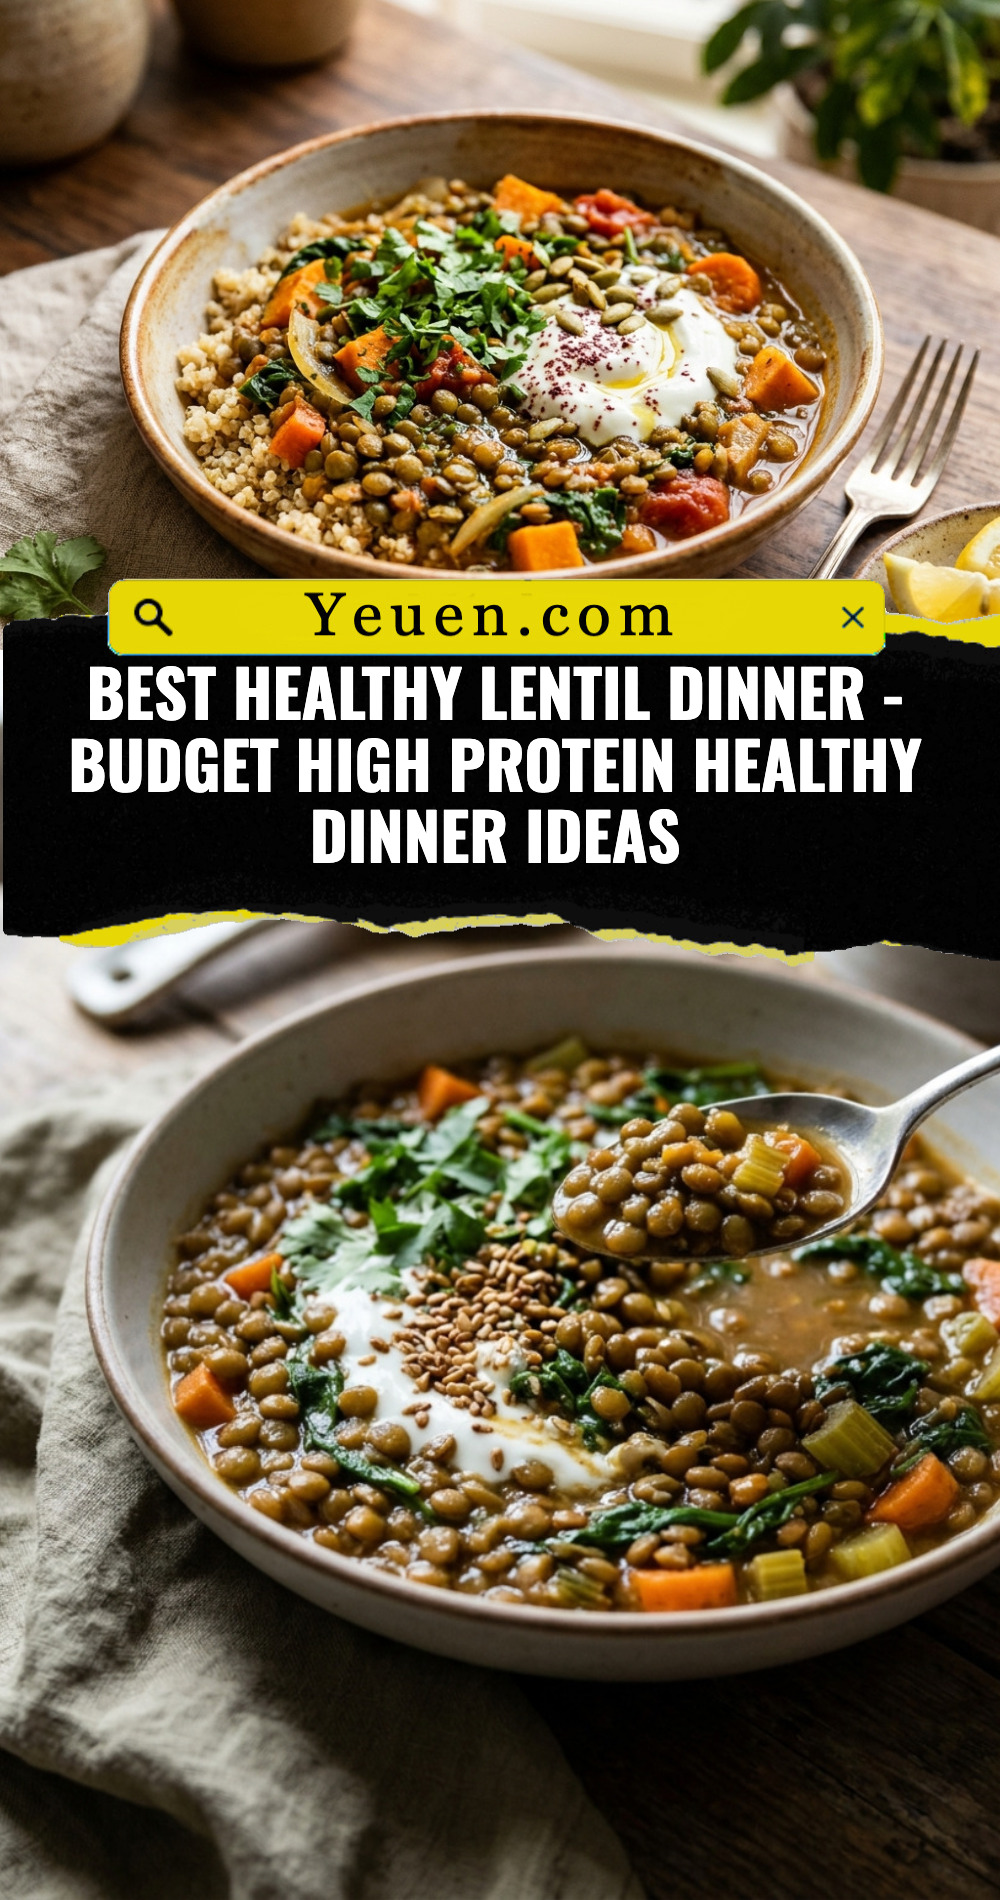 Yeuen.com
BEST HEALTHY LENTIL DINNER -
BUDGET HIGH PROTEIN HEALTHY
DINNER IDEAS